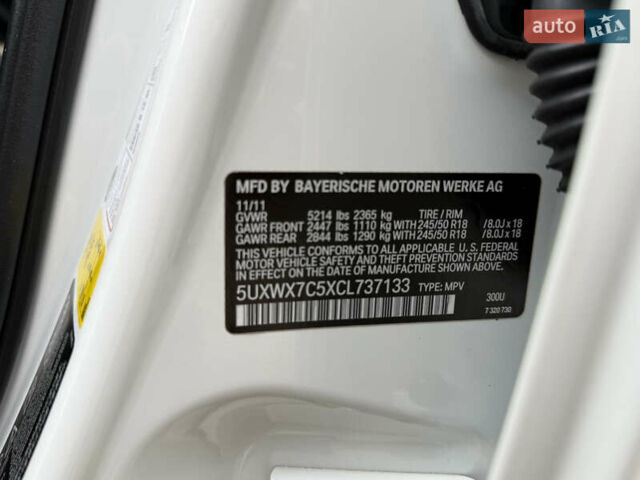 auto RIA
.com
MFD BY BAYERISCHE MOTOREN WERKE AG
11/11
GVWR 5214 lbs 2365 kg TIRE / RIM
GAWR FRONT 2447 lbs 1110 kg WITH 245/50 R18 /8.0J x 18
GAWR REAR 2844 lbs 1290 kg WITH 245/50 R18 /8.0J x 18
THIS VEHICLE CONFORMS TO ALL APPLICABLE U. S. FEDERAL
MOTOR VEHICLE SAFETY AND THEFT PREVENTION STANDARDS
IN EFFECT ON THE DATE OF MANUFACTURE SHOWN ABOVE.
5UXWX7C5XCL737133 TYPE: MPV
300U
7 320 730